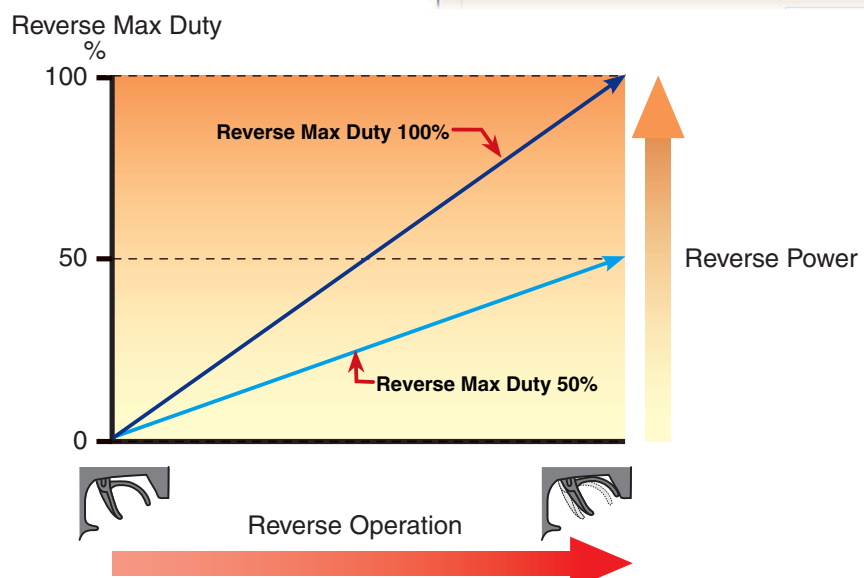 Reverse Max Duty
%
100
Reverse Max Duty 100%
50
Reverse Power
Reverse Max Duty 50%
0
Reverse Operation